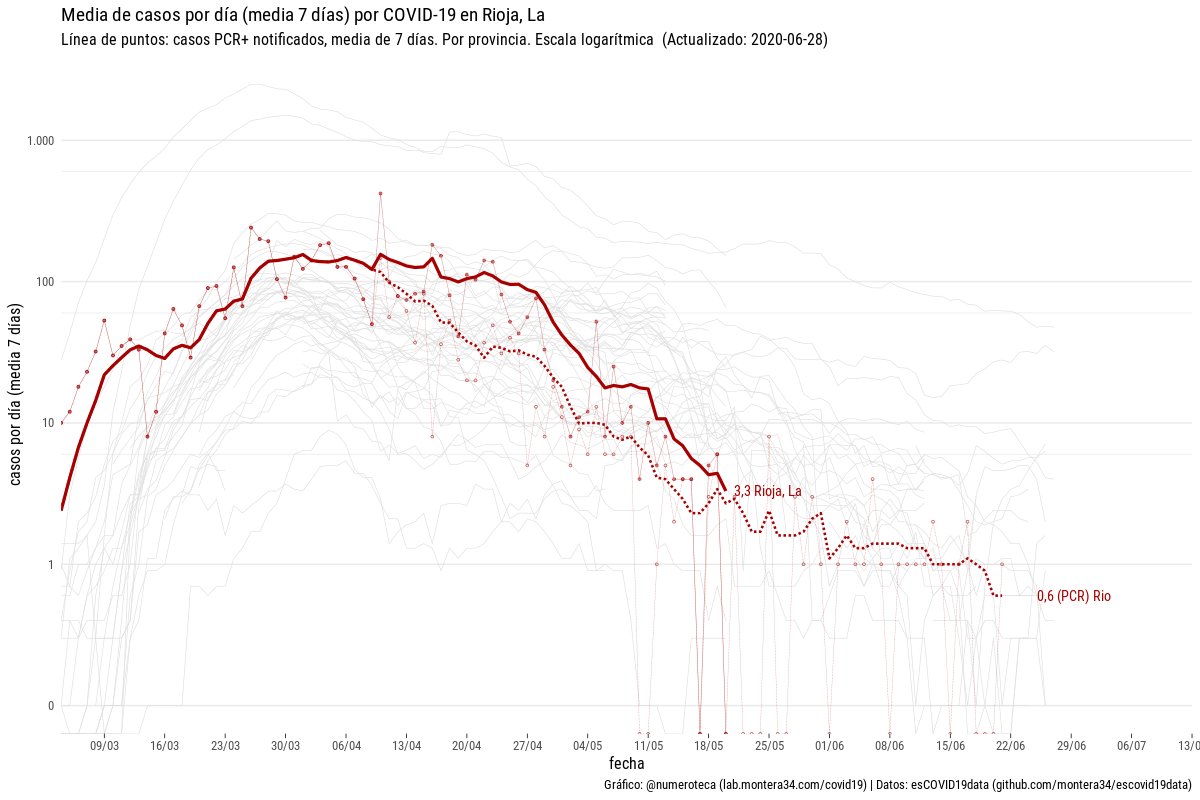 Media de casos por día (media 7 días) por COVID-19 en Rioja, La
Línea de puntos: casos PCR+ notificados, media de 7 días. Por provincia. Escala logarítmica (Actualizado: 2020-06-28)
casos por día (media 7 días)
1.000
100
10
1
0
3,3 Rioja, La
0,6 (PCR) Rio
09/03 16/03 23/03 30/03 06/04 13/04 20/04 27/04 04/05 11/05 18/05 25/05 01/06 08/06 15/06 22/06 29/06 06/07 13/0
fecha
Gráfico: @numeroteca (lab.montera34.com/covid19) | Datos: esCOVID19data (github.com/montera34/escovid19data)